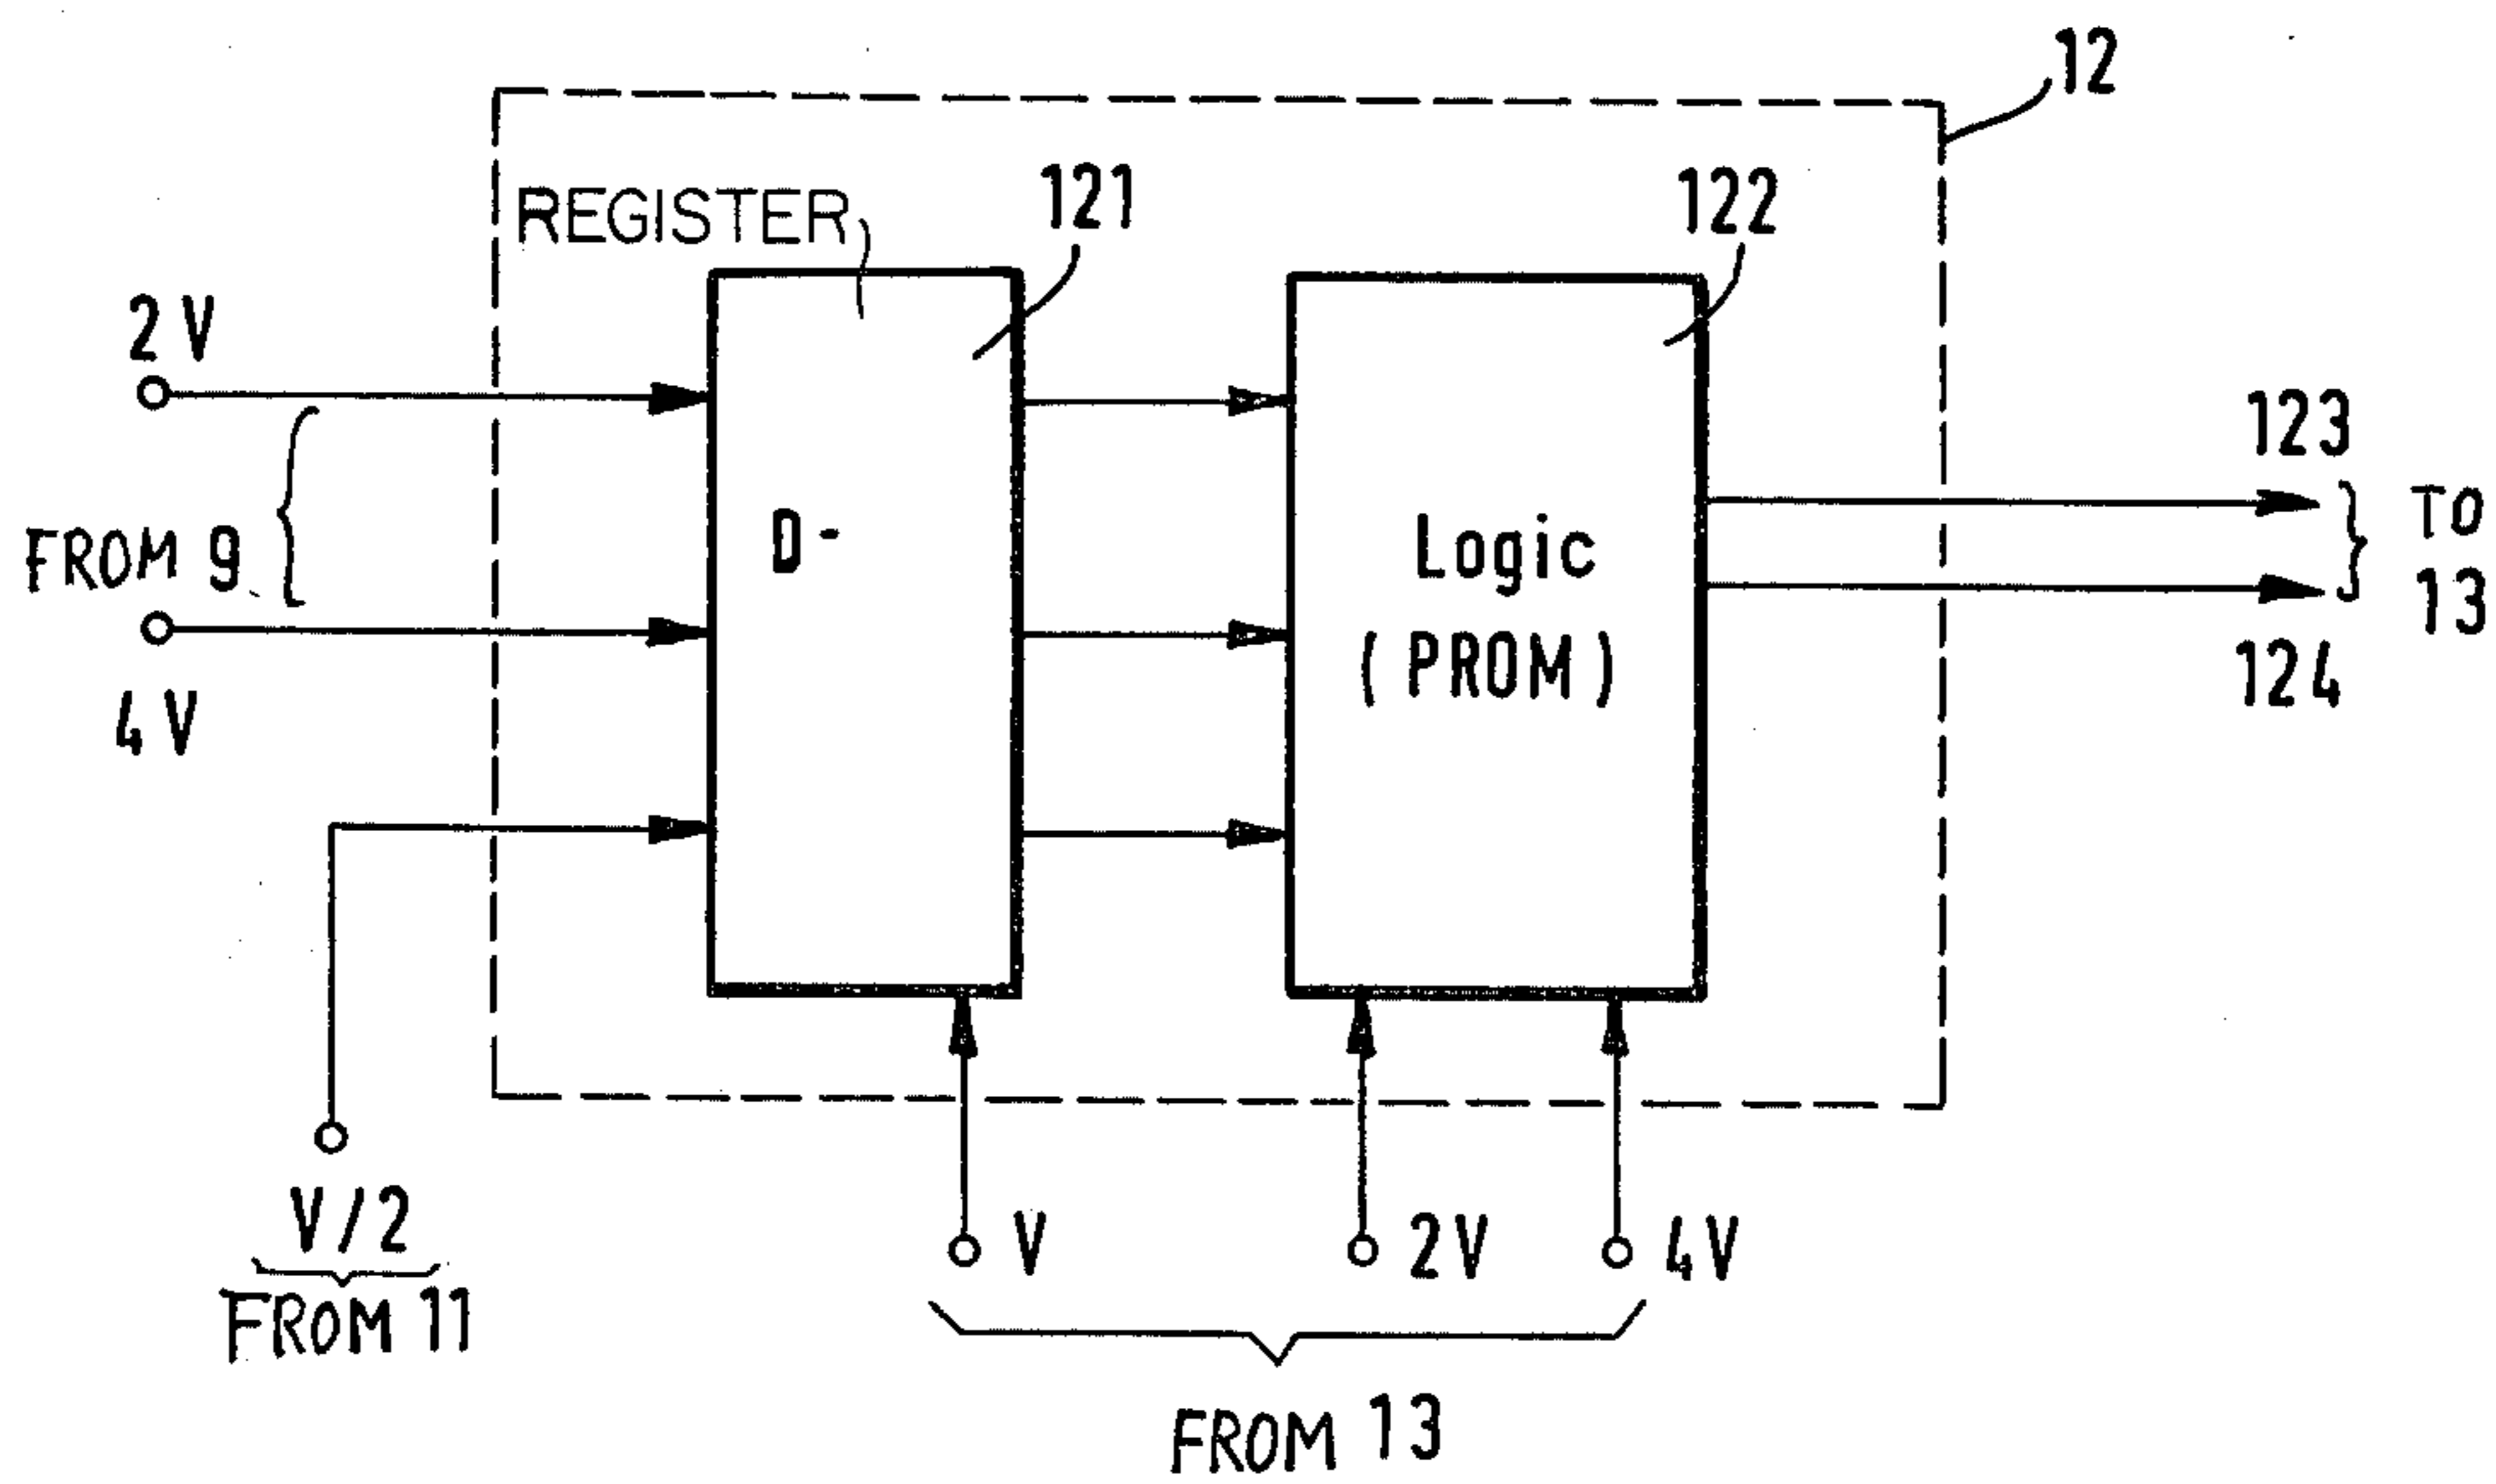 12
REGISTER
121
122
2V
123
FROM 9
D-
Logic
(PROM)
TO
13
4V
124
V/2
FROM 11
V
2V
4V
FROM 13